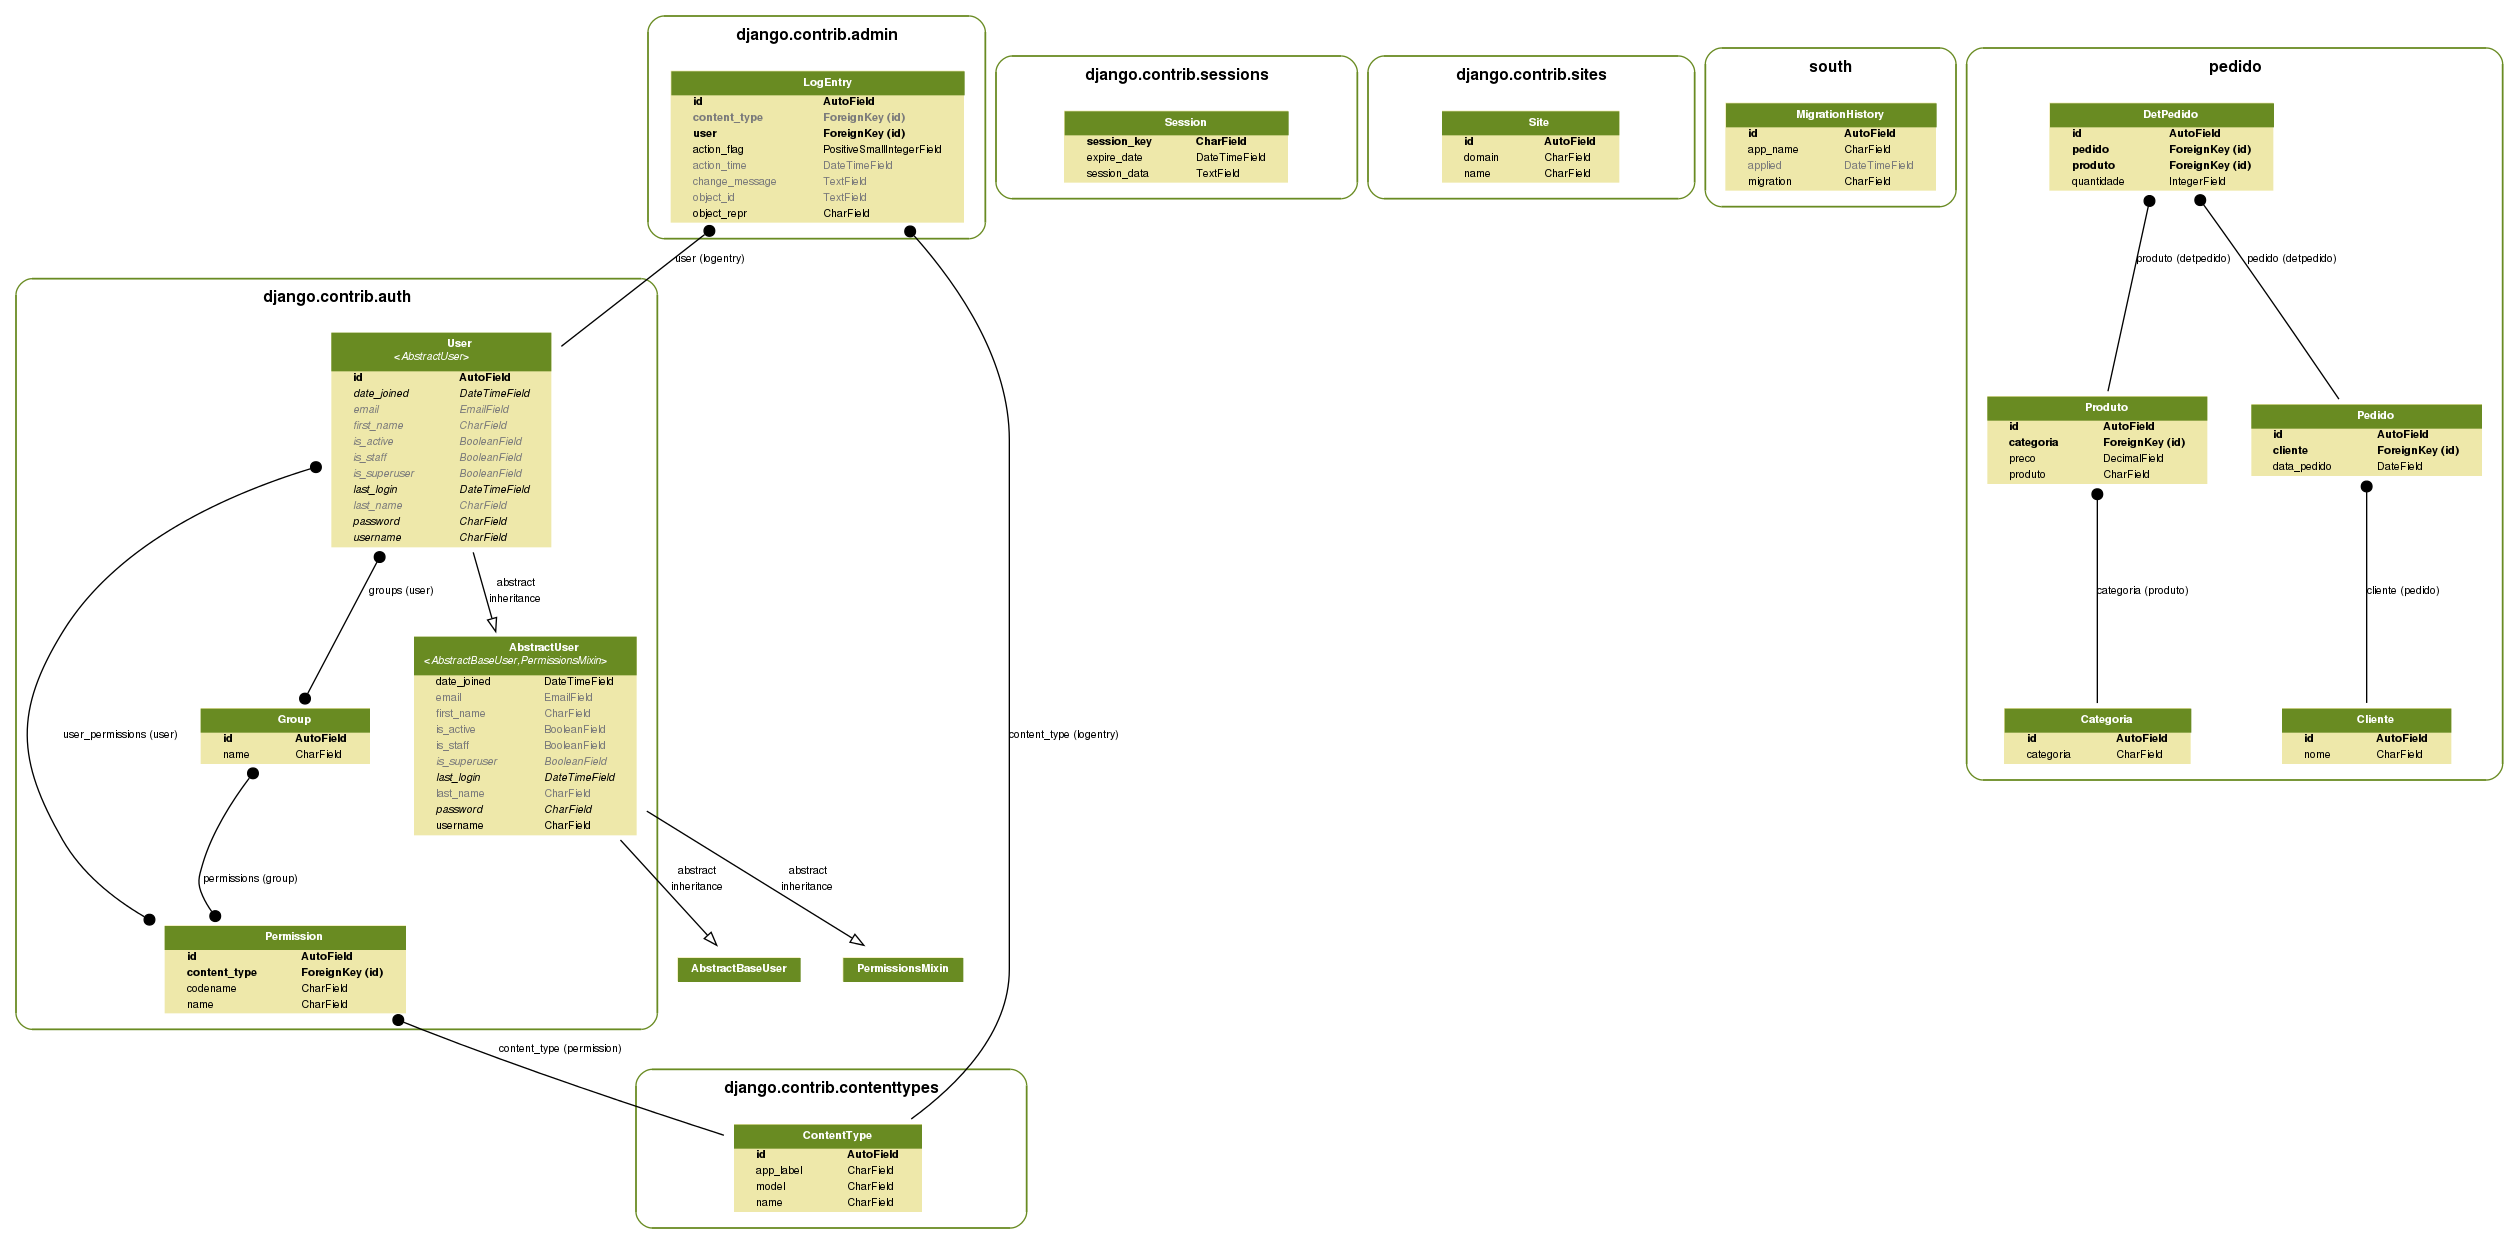 django.contrib.admin
LogEntry
id AutoField
content_type ForeignKey (id)
user ForeignKey (id)
action_flag PositiveSmallIntegerField
action_time DateTimeField
change_message TextField
object_id TextField
object_repr CharField
django.contrib.sessions
Session
session_key CharField
expire_date DateTimeField
session_data TextField
django.contrib.sites
Site
id AutoField
domain CharField
name CharField
south
MigrationHistory
id AutoField
app_name CharField
applied DateTimeField
migration CharField
pedido
DetPedido
id AutoField
pedido ForeignKey (id)
produto ForeignKey (id)
quantidade IntegerField
produto (detpedido)
pedido (detpedido)
Produto
id AutoField
categoria ForeignKey (id)
preco DecimalField
produto CharField
Pedido
id AutoField
cliente ForeignKey (id)
data_pedido DateField
categoria (produto)
cliente (pedido)
Categoria
id AutoField
categoria CharField
Cliente
id AutoField
nome CharField
user (logentry)
django.contrib.auth
User
<AbstractUser>
id AutoField
date_joined DateTimeField
email EmailField
first_name CharField
is_active BooleanField
is_staff BooleanField
is_superuser BooleanField
last_login DateTimeField
last_name CharField
password CharField
username CharField
groups (user)
abstract
inheritance
AbstractUser
<AbstractBaseUser,PermissionsMixin>
date_joined DateTimeField
email EmailField
first_name CharField
is_active BooleanField
is_staff BooleanField
is_superuser BooleanField
last_login DateTimeField
last_name CharField
password CharField
username CharField
Group
id AutoField
name CharField
user_permissions (user)
content_type (logentry)
permissions (group)
abstract
inheritance
abstract
inheritance
Permission
id AutoField
content_type ForeignKey (id)
codename CharField
name CharField
AbstractBaseUser
PermissionsMixin
content_type (permission)
django.contrib.contenttypes
ContentType
id AutoField
app_label CharField
model CharField
name CharField